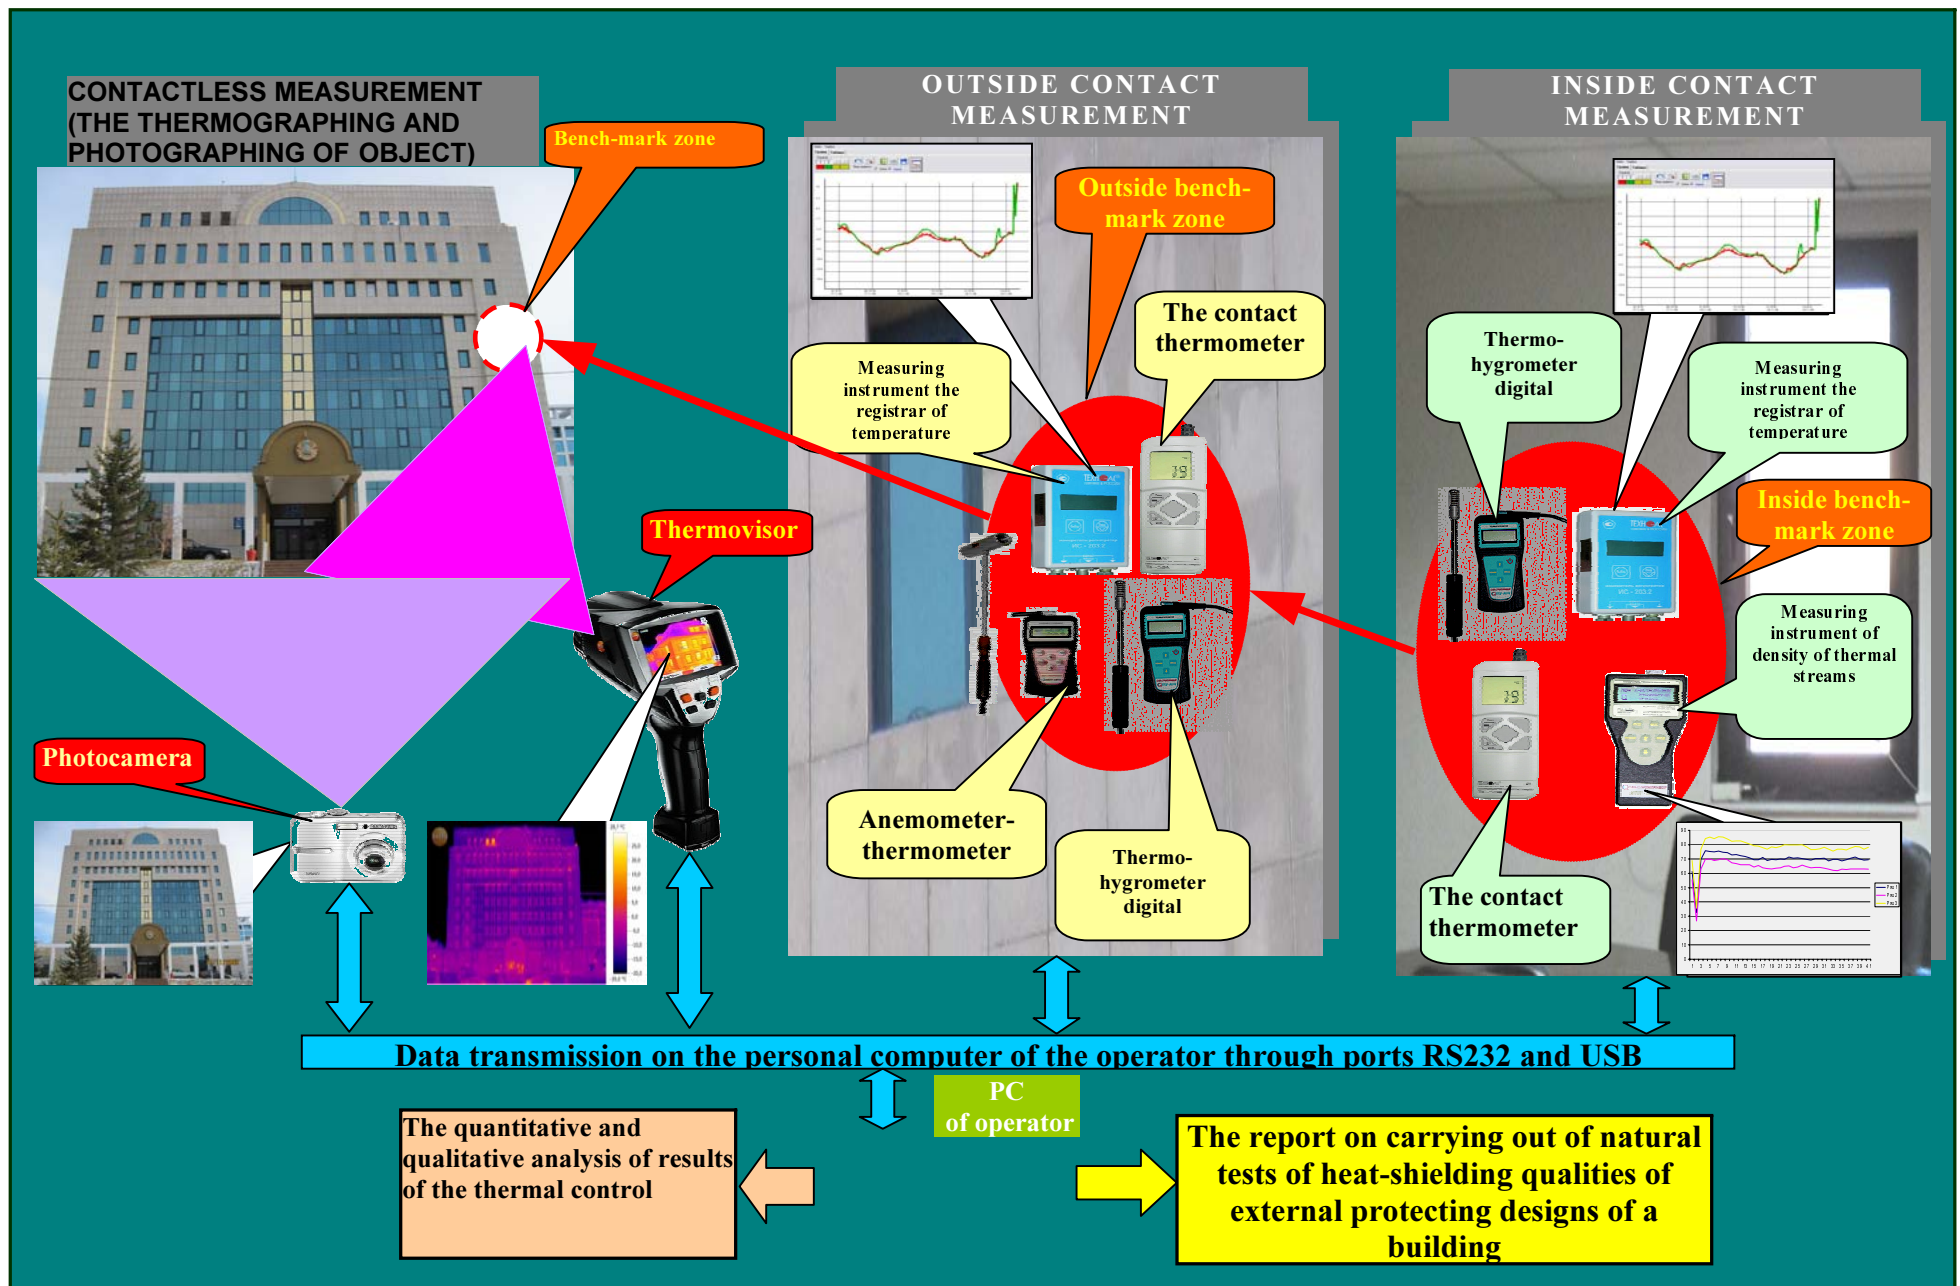 CONTACTLESS MEASUREMENT
(THE THERMOGRAPHING AND
PHOTOGRAPHING OF OBJECT)
Bench-mark zone
Thermovisor
Photocamera
OUTSIDE CONTACT
MEASUREMENT
Outside bench-
mark zone
The contact
thermometer
Measuring
instrument the
registrar of
temperature
Anemometer-
thermometer
Thermo-
hygrometer
digital
INSIDE CONTACT
MEASUREMENT
Thermo-
hygrometer
digital
Measuring
instrument the
registrar of
temperature
Inside bench-
mark zone
Measuring
instrument of
density of thermal
streams
The contact
thermometer
Data transmission on the personal computer of the operator through ports RS232 and USB
PC
of operator
The quantitative and
qualitative analysis of results
of the thermal control
The report on carrying out of natural
tests of heat-shielding qualities of
external protecting designs of a
building